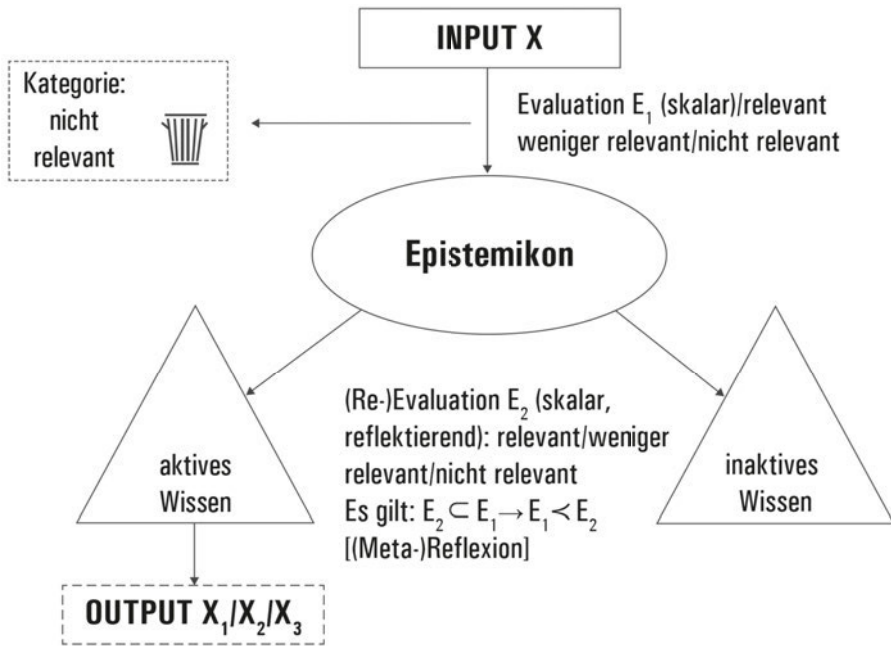 INPUT X
Kategorie:
nicht
relevant
Evaluation E₁ (skalar)/relevant
weniger relevant/nicht relevant
Epistemikon
aktives
Wissen
(Re-)Evaluation E₂ (skalar,
reflektierend): relevant/weniger
relevant/nicht relevant
Es gilt: E₂ ⊂ E₁→E₁ ≺ E₂
[(Meta-)Reflexion]
inaktives
Wissen
OUTPUT X₁/X₂/X₃